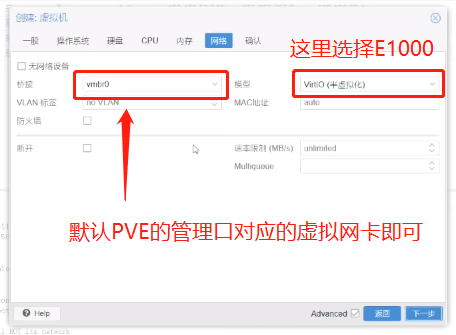 创建: 虚拟机
一般 操作系统 硬盘 CPU 内存 网络 确认
这里选择E1000
无网络设备
桥接: vmbr0 模型: VirtIO (半虚拟化)
VLAN 标签: no VLAN MAC地址: auto
防火墙:
断开: 速率限制 (MB/s): unlimited
Multiqueue:
默认PVE的管理口对应的虚拟网卡即可
Help Advanced 返回 下一步